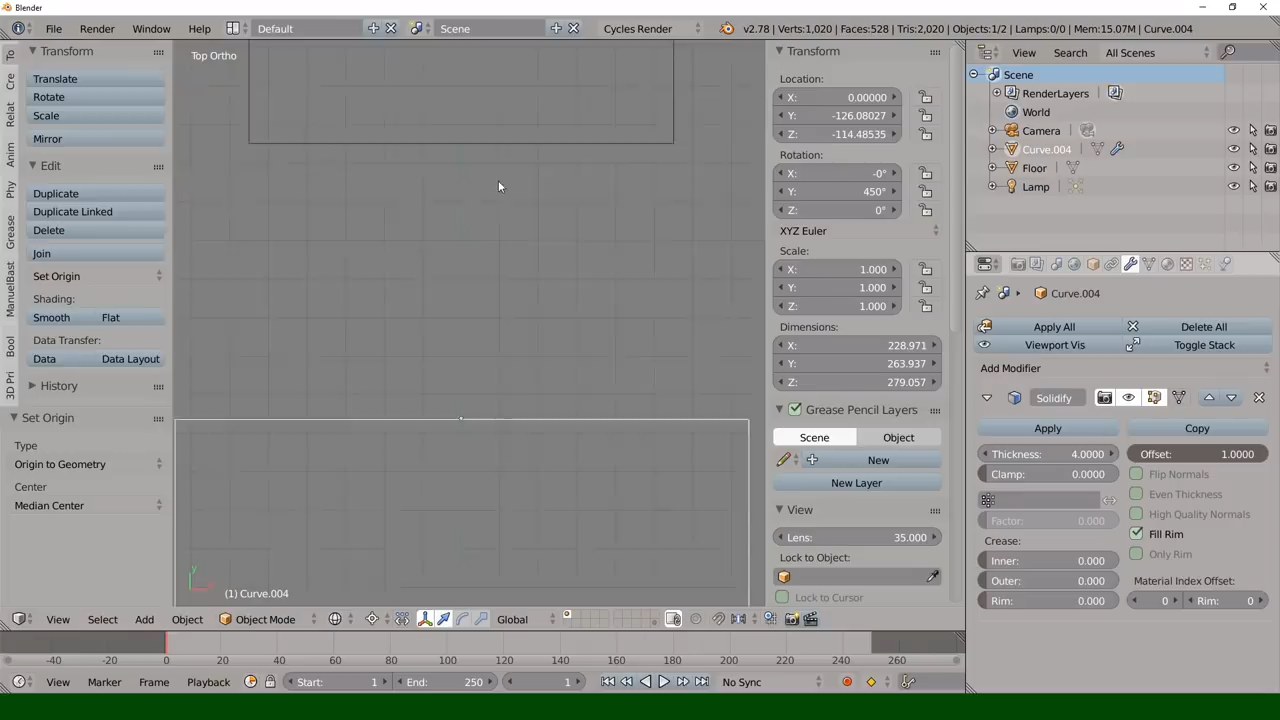 Blender
File Render Window Help Default Scene Cycles Render v2.78 | Verts:1,020 | Faces:528 | Tris:2,020 | Objects:1/2 | Lamps:0/0 | Mem:15.07M | Curve.004
Transform
Translate
Rotate
Scale
Mirror
Edit
Duplicate
Duplicate Linked
Delete
Join
Set Origin
Shading:
Smooth Flat
Data Transfer:
Data Data Layout
History
Set Origin
Type
Origin to Geometry
Center
Median Center
To
Cre
Relat
Anim
Phy
Grease
ManuelBast
Bool
3D Pri
Top Ortho
(1) Curve.004
Transform
Location:
X: 0.00000
Y: -126.08027
Z: -114.48535
Rotation:
X: -0°
Y: 450°
Z: 0°
XYZ Euler
Scale:
X: 1.000
Y: 1.000
Z: 1.000
Dimensions:
X: 228.971
Y: 263.937
Z: 279.057
Grease Pencil Layers
Scene Object
New
New Layer
View
Lens: 35.000
Lock to Object:
Lock to Cursor
View Search All Scenes
Scene
RenderLayers
World
Camera
Curve.004
Floor
Lamp
Curve.004
Apply All Delete All
Viewport Vis Toggle Stack
Add Modifier
Solidify
Apply Copy
Thickness: 4.0000 Offset: 1.0000
Clamp: 0.0000 Flip Normals
Even Thickness
High Quality Normals
Factor: 0.000
Crease: Fill Rim
Only Rim
Inner: 0.000
Outer: 0.000 Material Index Offset:
Rim: 0.000 0 Rim: 0
View Select Add Object Object Mode Global
-40 -20 0 20 40 60 80 100 120 140 160 180 200 220 240 260
View Marker Frame Playback Start: 1 End: 250 1 No Sync